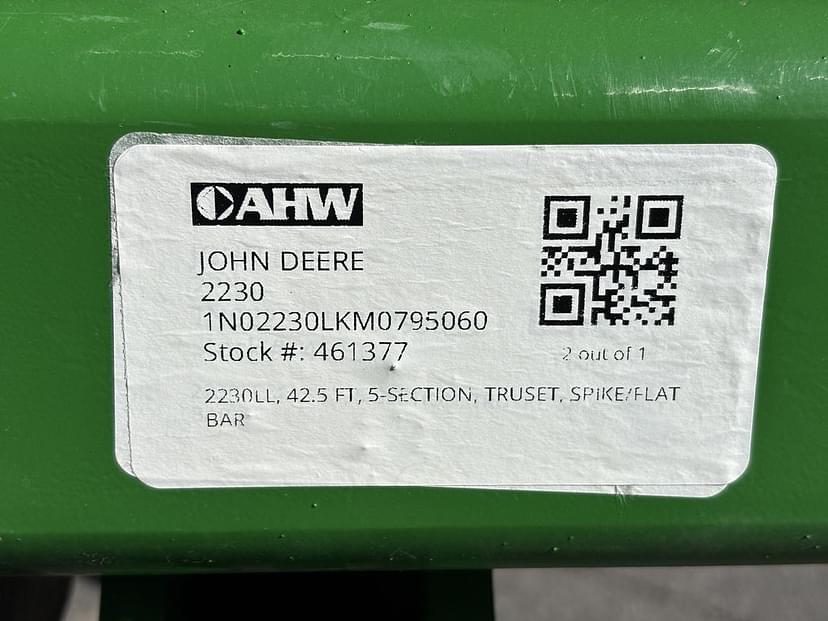 AHW
JOHN DEERE
2230
1N02230LKM0795060
Stock #: 461377
2 out of 1
2230LL, 42.5 FT, 5-SECTION, TRUSET, SPIKE/FLAT
BAR